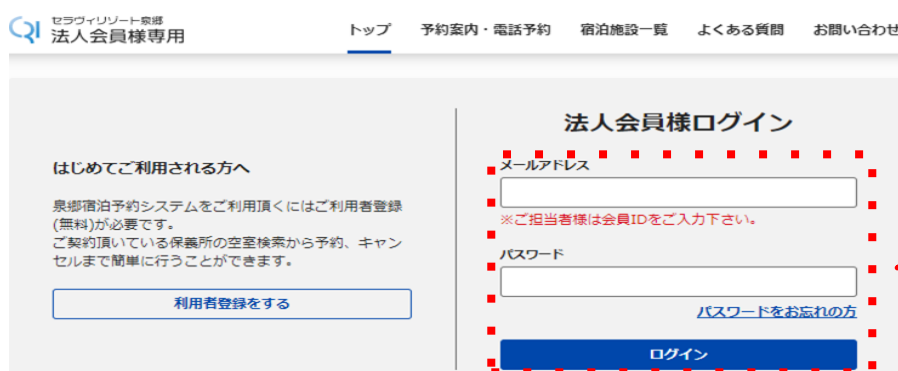 CRI セラヴィリゾート泉郷
法人会員様専用
トップ 予約案内・電話予約 宿泊施設一覧 よくある質問 お問い合わせ
法人会員様ログイン
はじめてご利用される方へ
泉郷宿泊予約システムをご利用頂くにはご利用者登録
(無料)が必要です。
ご契約頂いている保養所の空室検索から予約、キャン
セルまで簡単に行うことができます。
利用者登録をする
メールアドレス
※ご担当者様は会員IDをご入力下さい。
パスワード
パスワードをお忘れの方
ログイン